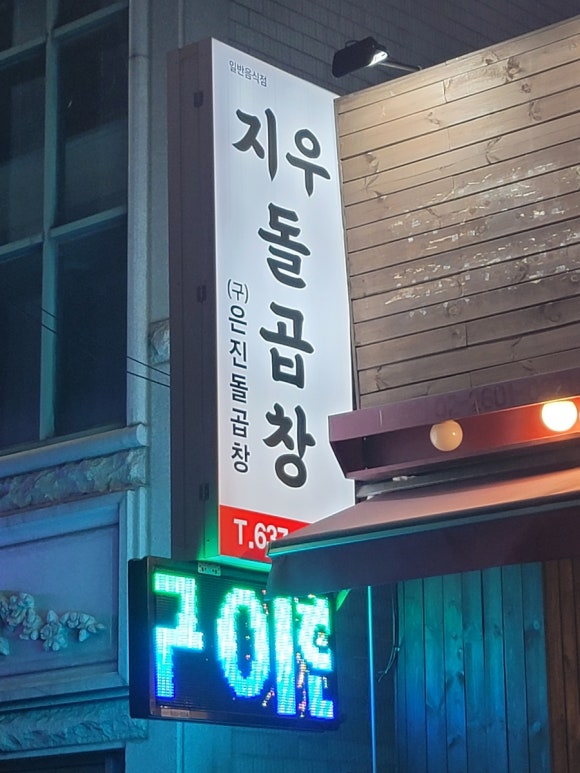 일반음식점
지우
돌곱창
(구)은진돌곱창
T.637
구이